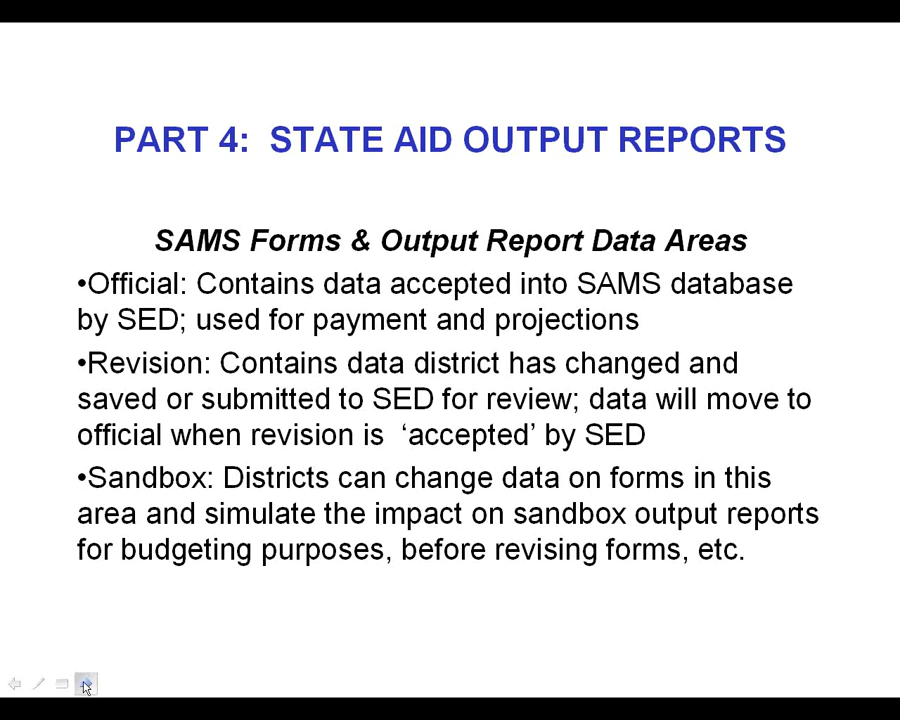 PART 4:  STATE AID OUTPUT REPORTS
SAMS Forms & Output Report Data Areas
•Official: Contains data accepted into SAMS database
by SED; used for payment and projections
•Revision: Contains data district has changed and
saved or submitted to SED for review; data will move to
official when revision is  ‘accepted’ by SED
•Sandbox: Districts can change data on forms in this
area and simulate the impact on sandbox output reports
for budgeting purposes, before revising forms, etc.